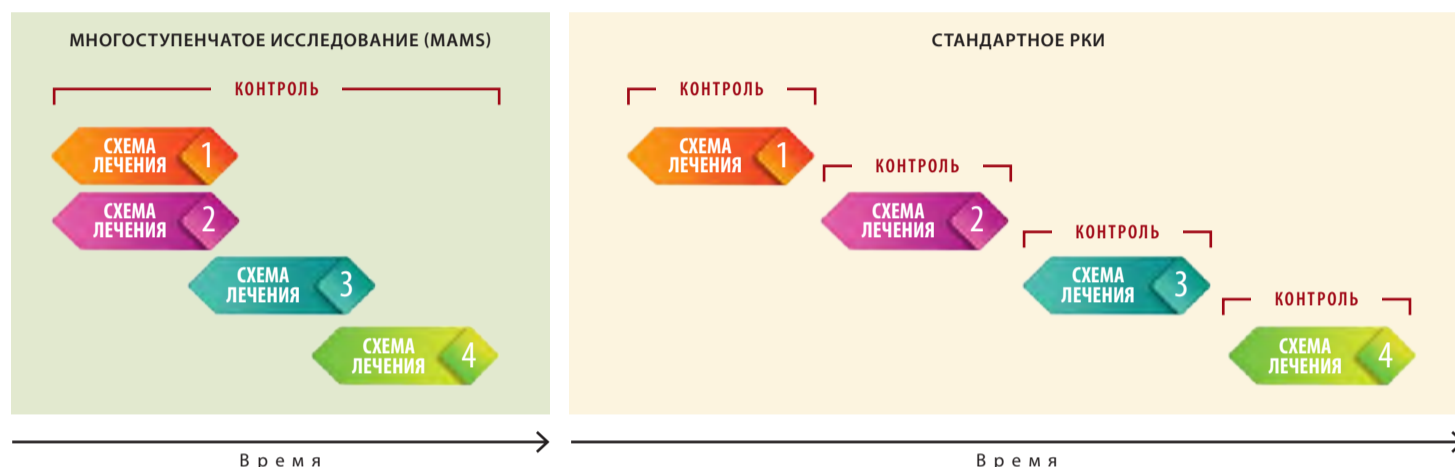 МНОГОСТУПЕНЧАТОЕ ИССЛЕДОВАНИЕ (MAMS)
КОНТРОЛЬ
СХЕМА
ЛЕЧЕНИЯ 1
СХЕМА
ЛЕЧЕНИЯ 2
СХЕМА
ЛЕЧЕНИЯ 3
СХЕМА
ЛЕЧЕНИЯ 4
Время
СТАНДАРТНОЕ РКИ
КОНТРОЛЬ
СХЕМА
ЛЕЧЕНИЯ 1
КОНТРОЛЬ
СХЕМА
ЛЕЧЕНИЯ 2
КОНТРОЛЬ
СХЕМА
ЛЕЧЕНИЯ 3
КОНТРОЛЬ
СХЕМА
ЛЕЧЕНИЯ 4
Время